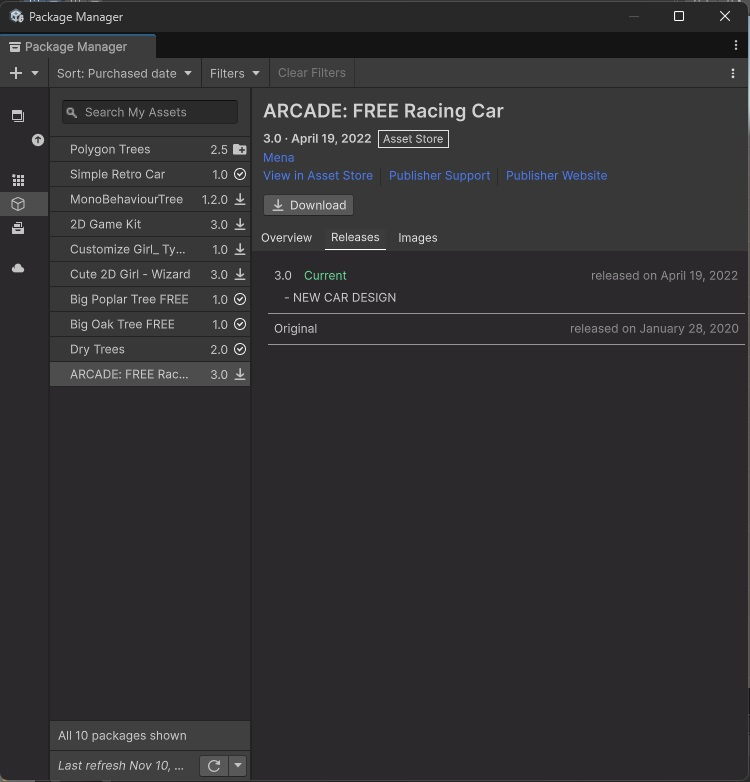 Package Manager
Package Manager
Sort: Purchased date
Filters
Clear Filters
Search My Assets
Polygon Trees 2.5
Simple Retro Car 1.0
MonoBehaviourTree 1.2.0
2D Game Kit 3.0
Customize Girl_ Ty... 1.0
Cute 2D Girl - Wizard 3.0
Big Poplar Tree FREE 1.0
Big Oak Tree FREE 1.0
Dry Trees 2.0
ARCADE: FREE Rac... 3.0
All 10 packages shown
Last refresh Nov 10, ...
ARCADE: FREE Racing Car
3.0 · April 19, 2022 Asset Store
Mena
View in Asset Store Publisher Support Publisher Website
Download
Overview Releases Images
3.0 Current released on April 19, 2022
- NEW CAR DESIGN
Original released on January 28, 2020